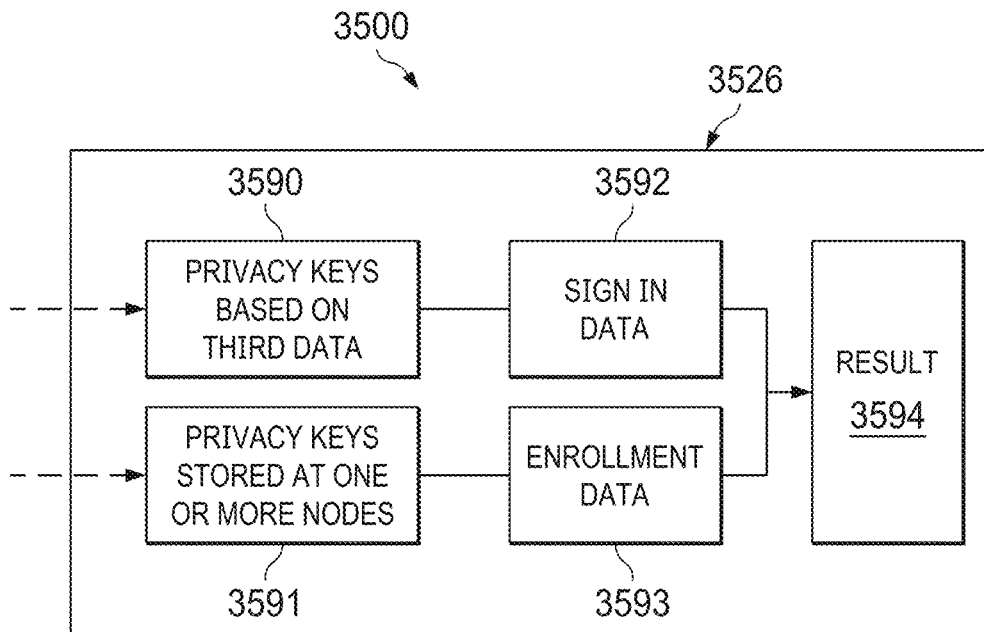 3500
3526
3590
3592
PRIVACY KEYS
BASED ON
THIRD DATA
SIGN IN
DATA
RESULT
3594
PRIVACY KEYS
STORED AT ONE
OR MORE NODES
ENROLLMENT
DATA
3591
3593